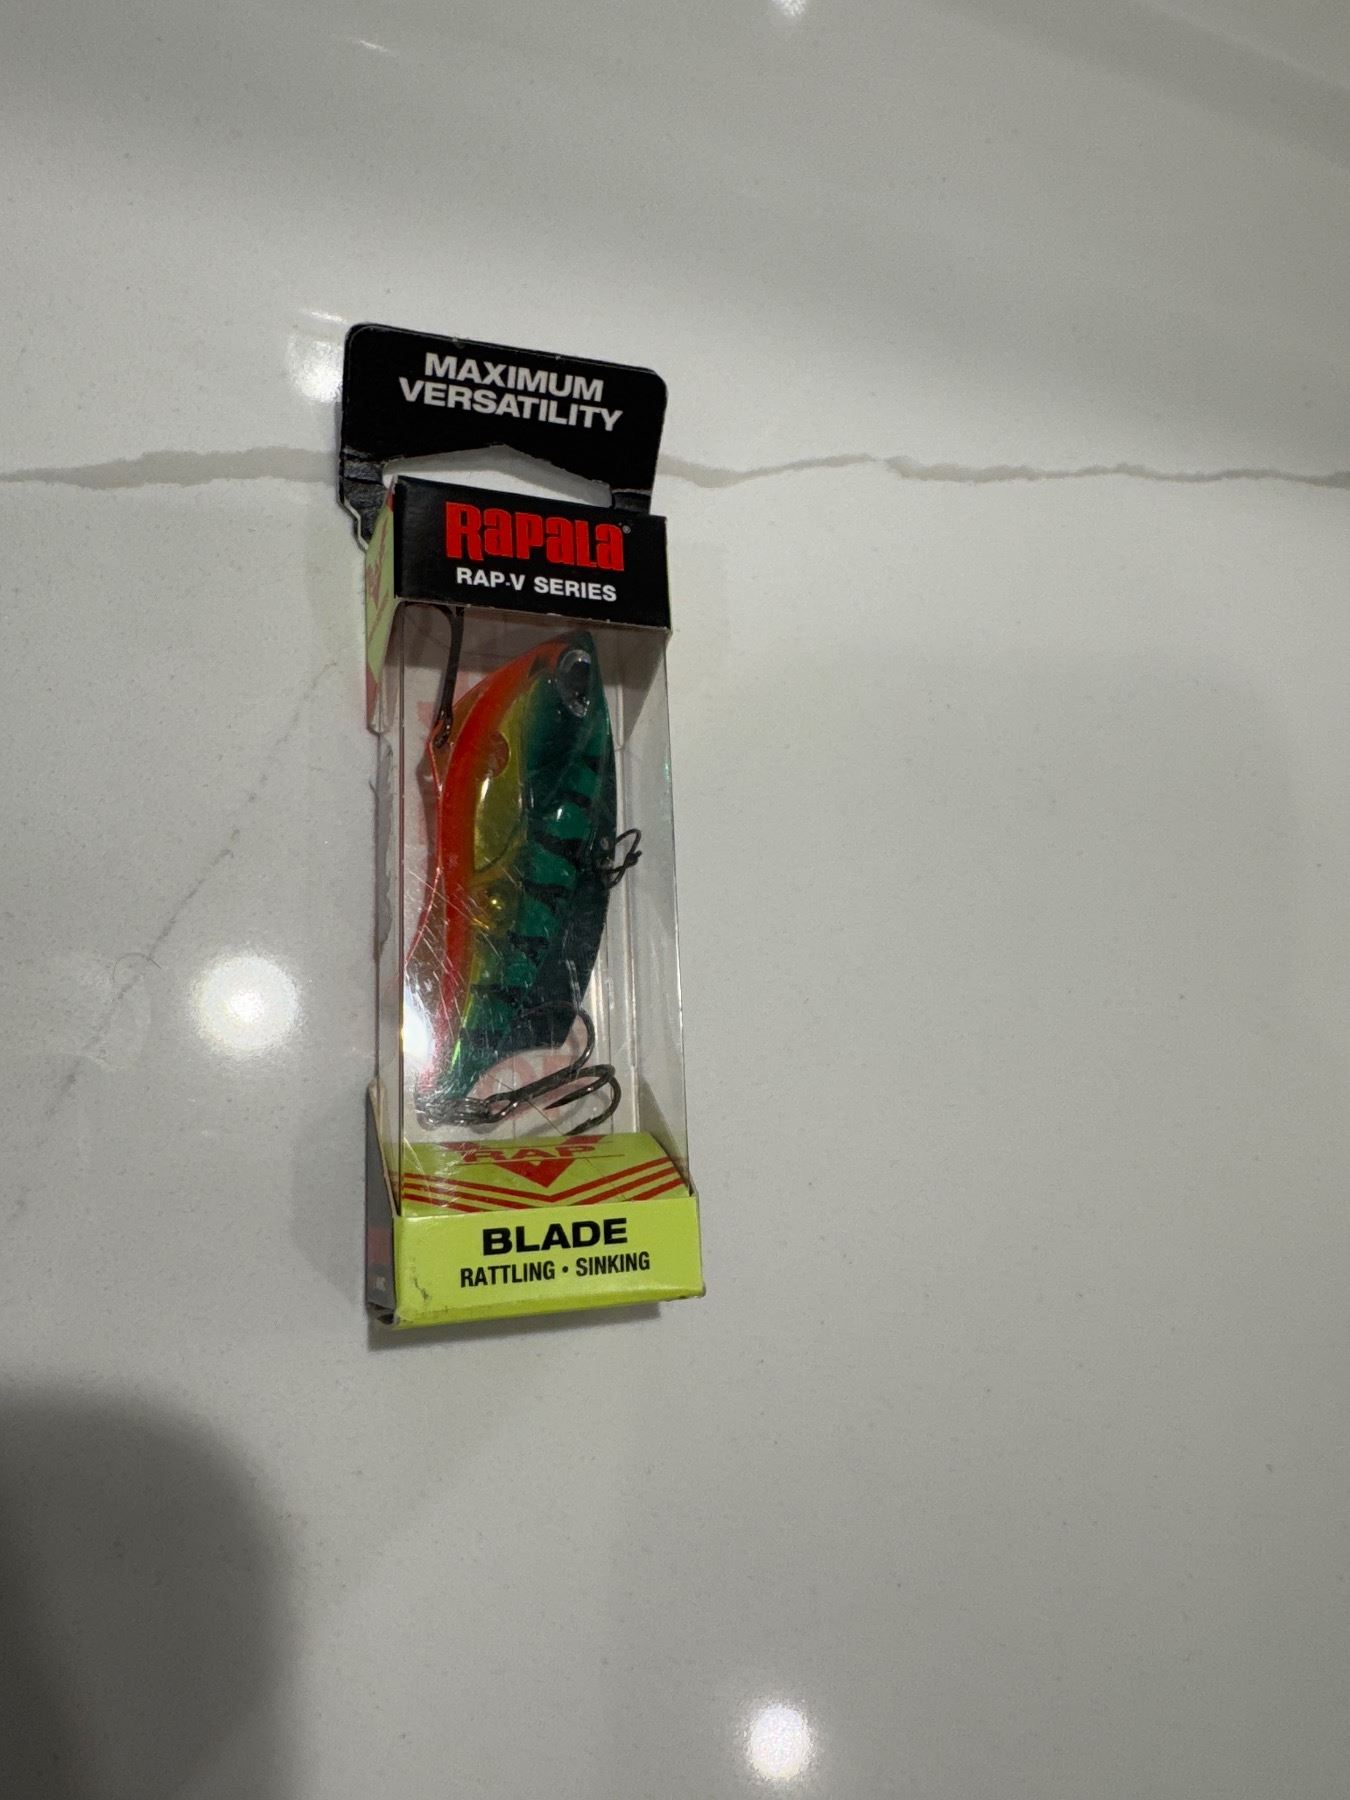 MAXIMUM
VERSATILITY
Rapala®
RAP-V SERIES
RAP
BLADE
RATTLING • SINKING